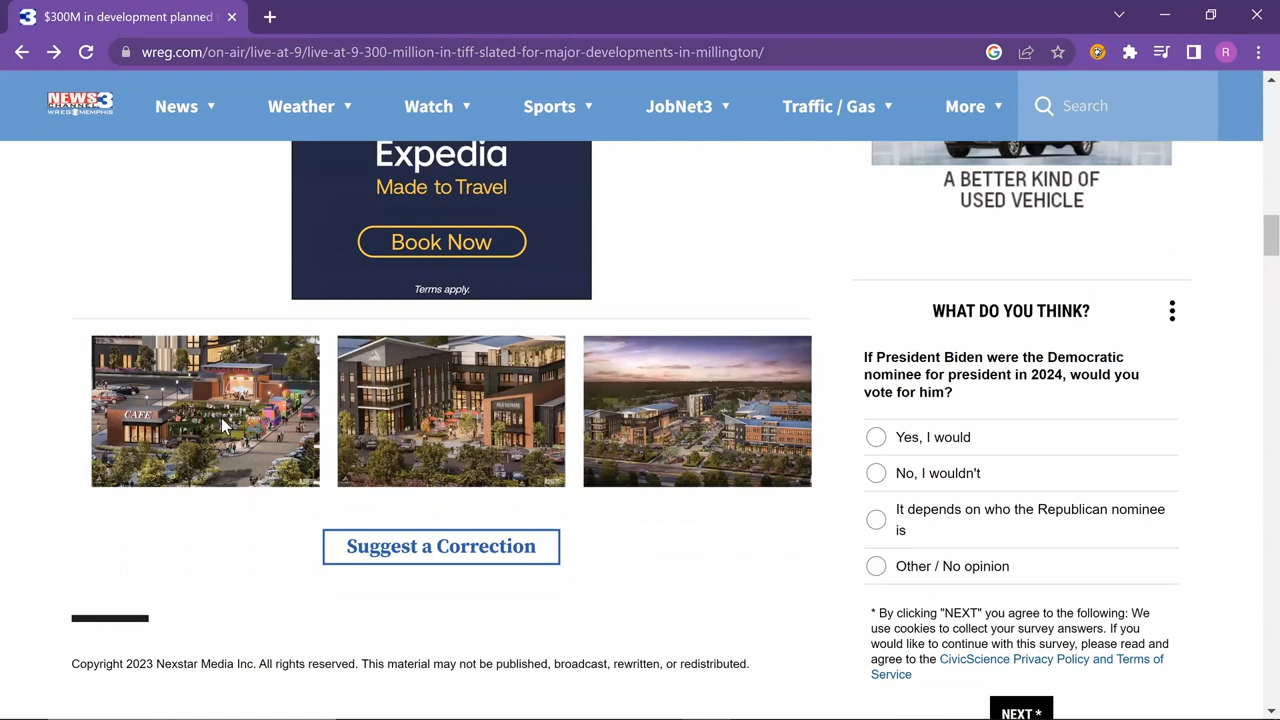 $300M in development planned
wreg.com/on-air/live-at-9/live-at-9-300-million-in-tiff-slated-for-major-developments-in-millington/
R
NEWS 3
CHANNEL
WREG MEMPHIS
News
Weather
Watch
Sports
JobNet3
Traffic / Gas
More
Search
Expedia
Made to Travel
Book Now
Terms apply.
A BETTER KIND OF
USED VEHICLE
CAFE
WHAT DO YOU THINK?
If President Biden were the Democratic
nominee for president in 2024, would you
vote for him?
Yes, I would
No, I wouldn't
It depends on who the Republican nominee
is
Other / No opinion
* By clicking "NEXT" you agree to the following: We
use cookies to collect your survey answers. If you
would like to continue with this survey, please read and
agree to the CivicScience Privacy Policy and Terms of
Service
NEXT *
Suggest a Correction
Copyright 2023 Nexstar Media Inc. All rights reserved. This material may not be published, broadcast, rewritten, or redistributed.